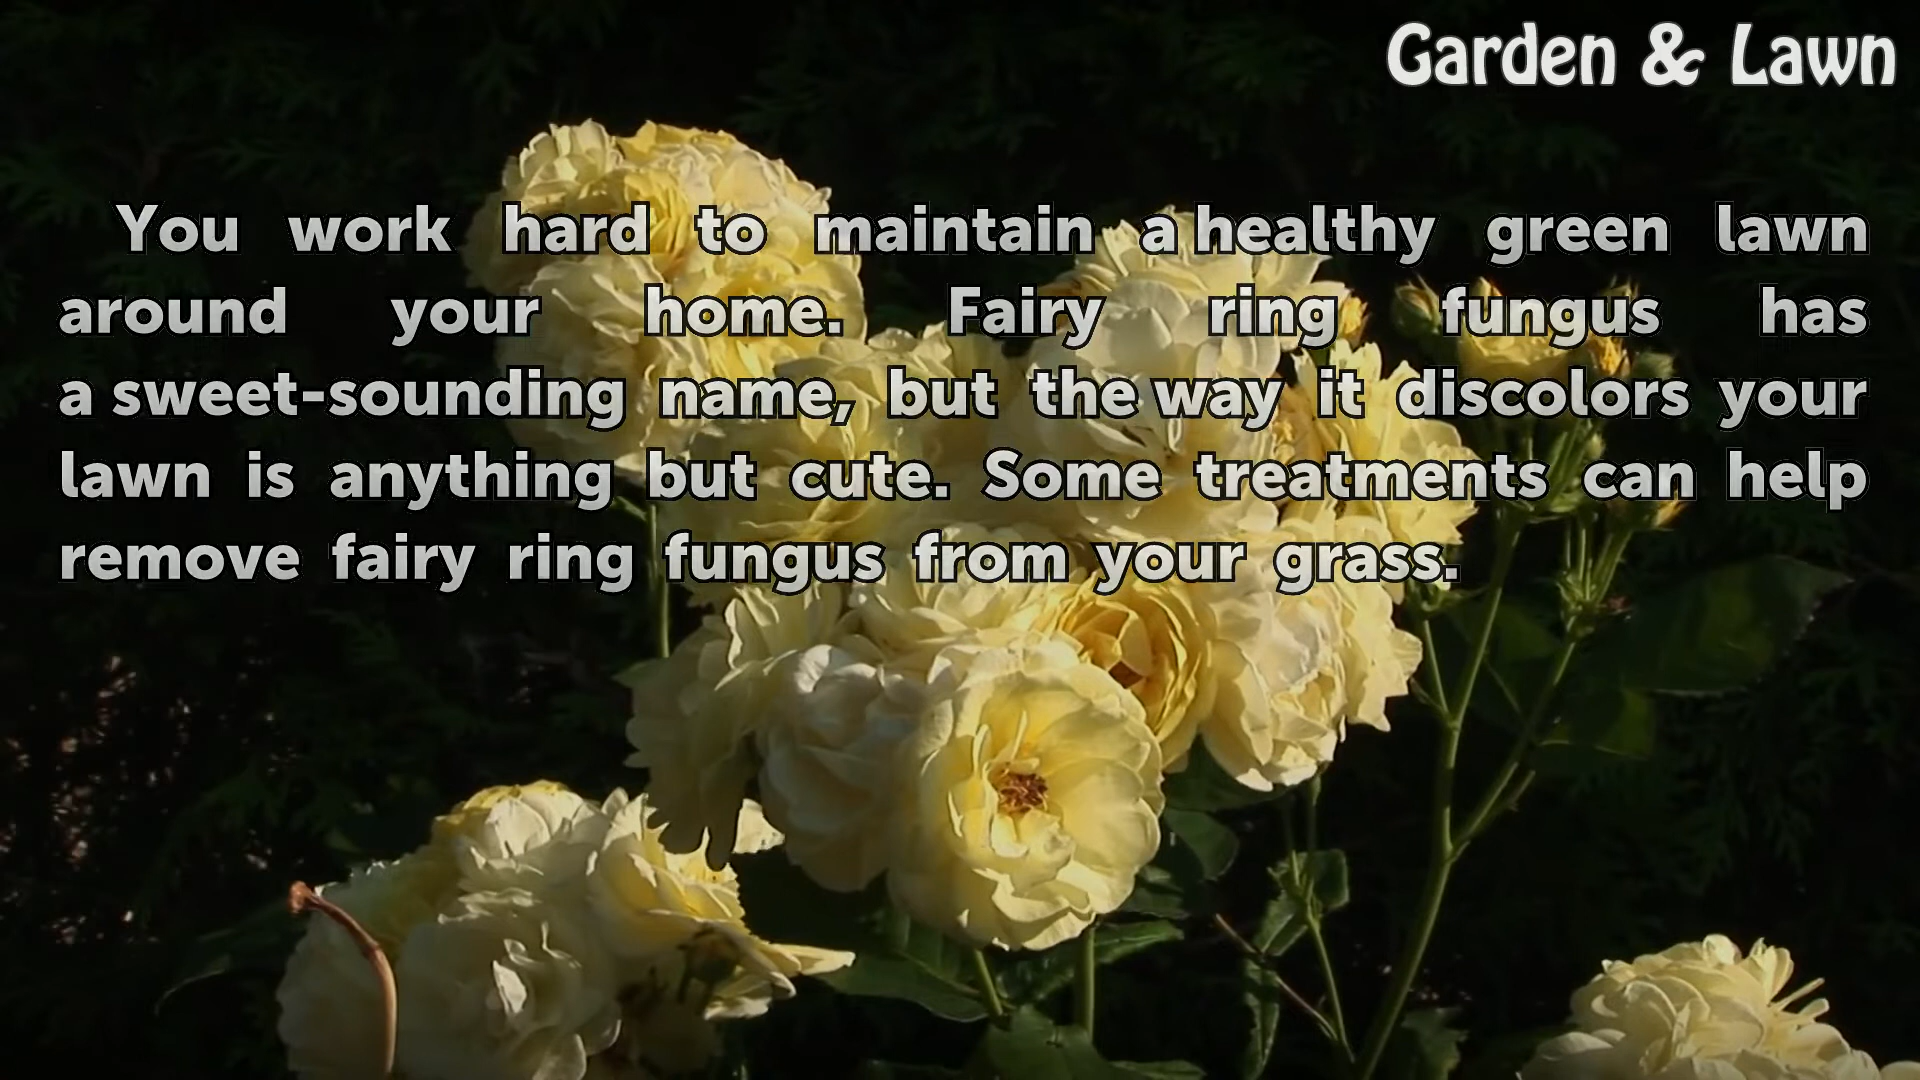 Garden & Lawn
You work hard to maintain a healthy green lawn
around your home. Fairy ring fungus has
a sweet-sounding name, but the way it discolors your
lawn is anything but cute. Some treatments can help
remove fairy ring fungus from your grass.